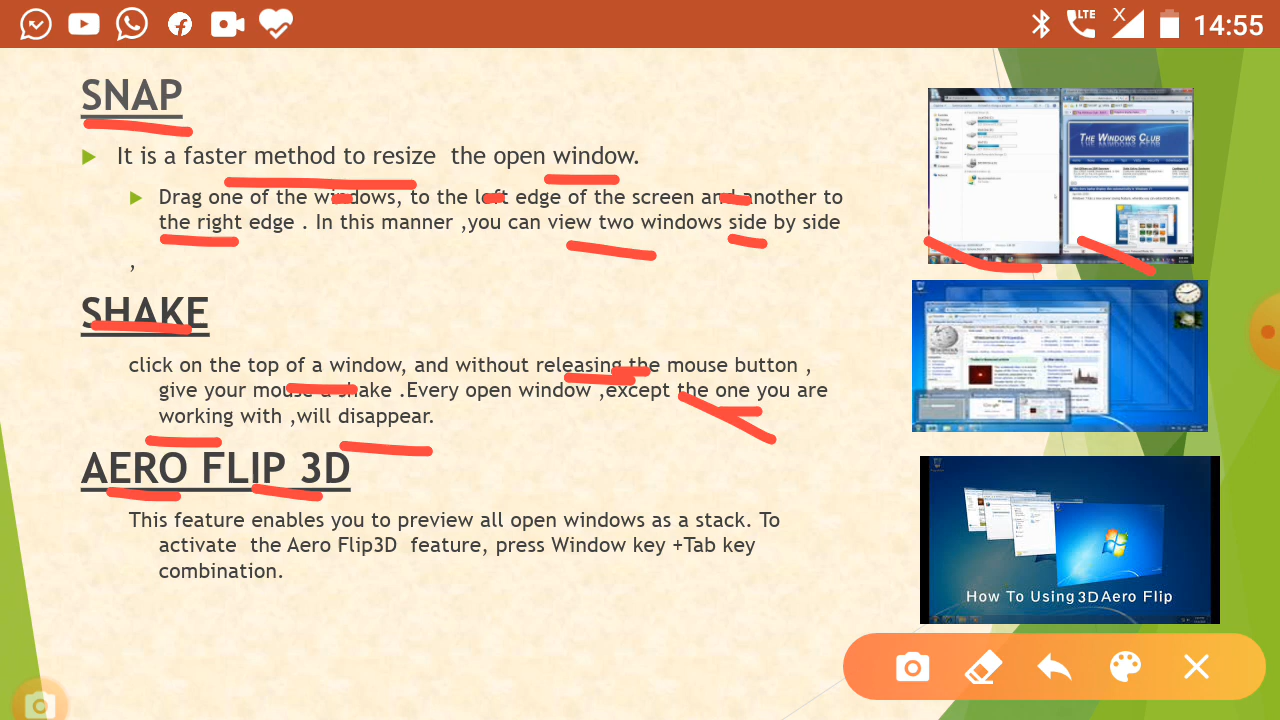 LTE
X
14:55
SNAP
It is a faster method to resize the open window.
Drag one of the windows, to the left edge of the screen and another to
the right edge . In this manner ,you can view two windows side by side
,
SHAKE
click on the top of a window, and without releasing the mouse button ,
give your mouse a shake .Every open window ,except the one you are
working with ,will disappear.
AERO FLIP 3D
This feature enables you to preview all open windows as a stack. To
activate the Aero Flip3D feature, press Window key +Tab key
combination.
THE WINDOWS CLUB
How To Using 3D Aero Flip